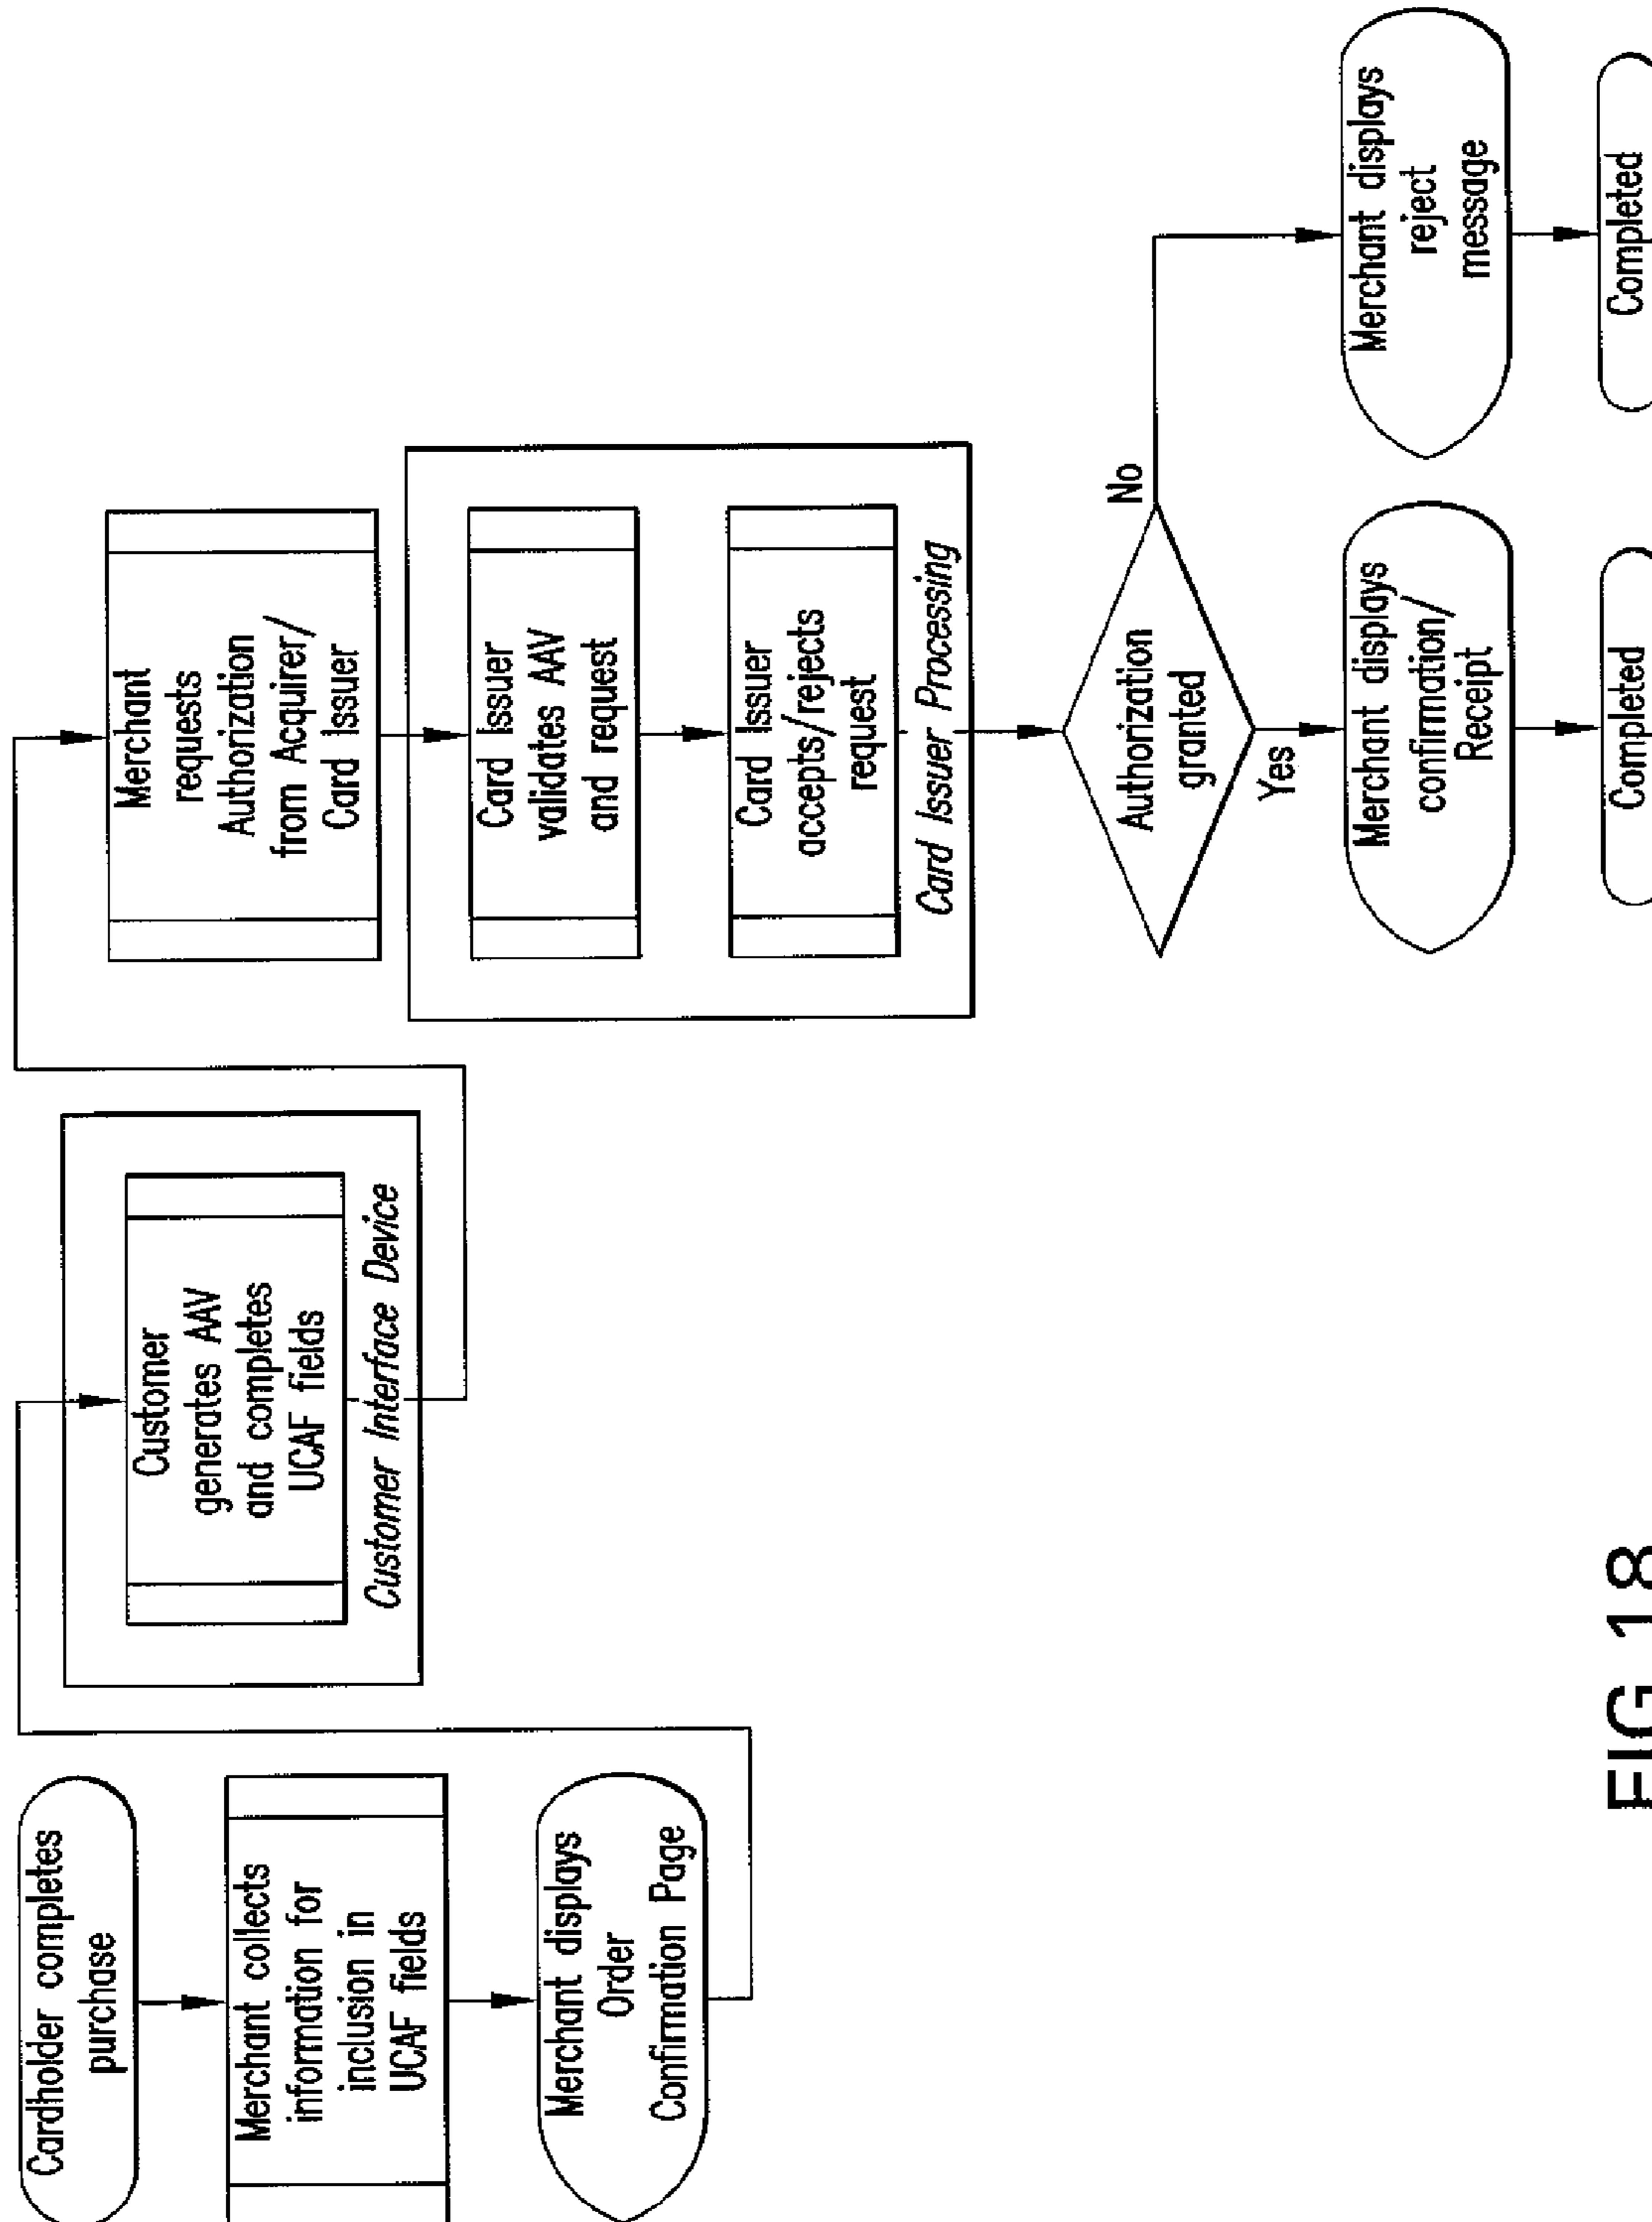 Cardholder completes
purchase
Merchant collects
information for
inclusion in
UCAF fields
Merchant displays
Order
Confirmation Page
Customer
generates AAV
and completes
UCAF fields
Customer Interface Device
Merchant
requests
Authorization
from Acquirer/
Card Issuer
Card Issuer
validates AAV
and request
Card Issuer
accepts/rejects
request
Card Issuer Processing
Authorization
granted
No
Yes
Merchant displays
confirmation/
Receipt
Completed
Merchant displays
reject
message
Completed
FIG 18